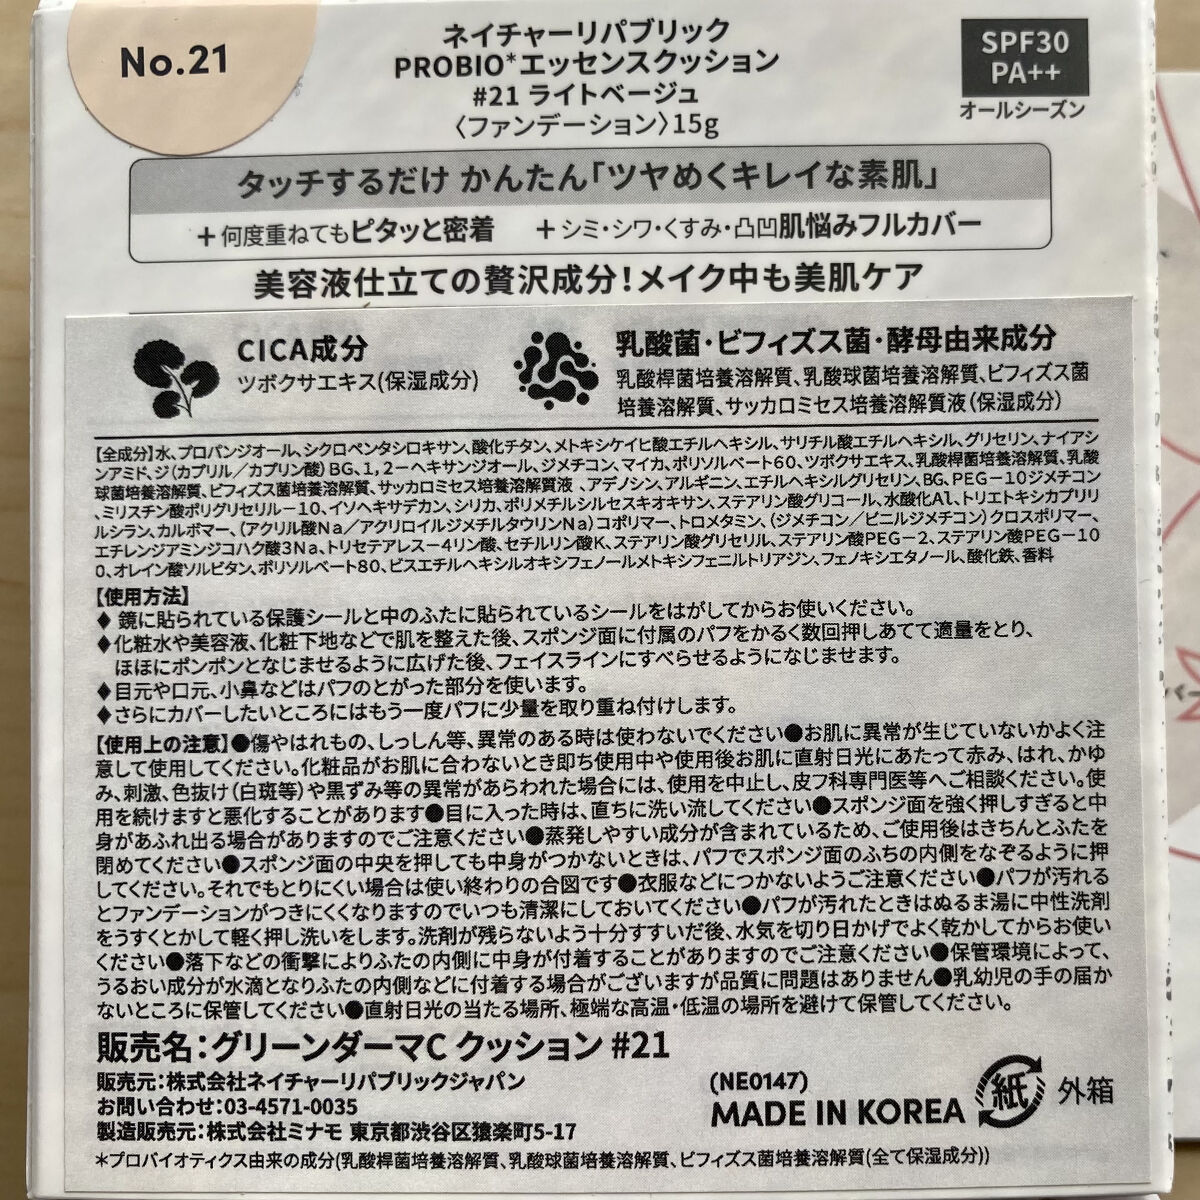 No.21
ネイチャーリパブリック
PROBIO*エッセンスクッション
#21 ライトベージュ
〈ファンデーション〉15g
SPF30
PA++
オールシーズン
タッチするだけ かんたん「ツヤめくキレイな素肌」
+何度重ねてもピタッと密着 +シミ・シワ・くすみ・凸凹肌悩みフルカバー
美容液仕立ての贅沢成分!メイク中も美肌ケア
CICA成分
ツボクサエキス(保湿成分)
乳酸菌・ビフィズス菌・酵母由来成分
乳酸桿菌培養溶解質、乳酸球菌培養溶解質、ビフィズス菌
培養溶解質、サッカロミセス培養溶解質液(保湿成分)
【全成分】水、プロパンジオール、シクロペンタシロキサン、酸化チタン、メトキシケイヒ酸エチルヘキシル、サリチル酸エチルヘキシル、グリセリン、ナイアシ
ンアミド、ジ(カプリル/カプリン酸)BG、1,2-ヘキサンジオール、ジメチコン、マイカ、ポリソルベート60、ツボクサエキス、乳酸桿菌培養溶解質、乳酸
球菌培養溶解質、ビフィズス菌培養溶解質、サッカロミセス培養溶解質液、アデノシン、アルギニン、エチルヘキシルグリセリン、BG、PEG-10ジメチコン
、ミリスチン酸ポリグリセリル-10、イソヘキサデカン、シリカ、ポリメチルシルセスキオキサン、ステアリン酸グリコール、水酸化Al、トリエトキシカプリリ
ルシラン、カルボマー、(アクリル酸Na/アクリロイルジメチルタウリンNa)コポリマー、トロメタミン、(ジメチコン/ビニルジメチコン)クロスポリマー、
エチレンジアミンジコハク酸3Na、トリセテアレス-4リン酸、セチルリン酸K、ステアリン酸グリセリル、ステアリン酸PEG-2、ステアリン酸PEG-10
0、オレイン酸ソルビタン、ポリソルベート80、ビスエチルヘキシルオキシフェノールメトキシフェニルトリアジン、フェノキシエタノール、酸化鉄、香料
【使用方法】
♦ 鏡に貼られている保護シールと中のふたに貼られているシールをはがしてからお使いください。
♦化粧水や美容液、化粧下地などで肌を整えた後、スポンジ面に付属のパフをかるく数回押しあてて適量をとり、
ほほにポンポンとなじませるように広げた後、フェイスラインにすべらせるようになじませます。
♦目元や口元、小鼻などはパフのとがった部分を使います。
♦さらにカバーしたいところにはもう一度パフに少量を取り重ね付けします。
【使用上の注意】●傷やはれもの、しっしん等、異常のある時は使わないでください●お肌に異常が生じていないかよく注
意して使用してください。化粧品がお肌に合わないとき即ち使用中や使用後お肌に直射日光にあたって赤み、はれ、かゆ
み、刺激、色抜け(白斑等)や黒ずみ等の異常があらわれた場合には、使用を中止し、皮フ科専門医等へご相談ください。使
用を続けますと悪化することがあります●目に入った時は、直ちに洗い流してください●スポンジ面を強く押しすぎると中
身があふれ出る場合がありますのでご注意ください●蒸発しやすい成分が含まれているため、ご使用後はきちんとふたを
閉めてください●スポンジ面の中央を押しても中身がつかないときは、パフでスポンジ面のふちの内側をなぞるように押
してください。それでもとりにくい場合は使い終わりの合図です●衣服などにつかないようご注意ください●パフが汚れる
とファンデーションがつきにくくなりますのでいつも清潔にしておいてください●パフが汚れたときはぬるま湯に中性洗剤
をうすくとかして軽く押し洗いをします。洗剤が残らないよう十分すすいだ後、水気を切り日かげでよく乾かしてからお使い
ください●落下などの衝撃によりふたの内側に中身が付着することがありますのでご注意ください●保管環境によって、
うるおい成分が水滴となりふたの内側などに付着する場合がございますが品質に問題はありません●乳幼児の手の届か
ないところに保管してください●直射日光の当たる場所、極端な高温・低温の場所を避けて保管してください。
販売名:グリーンダーマC クッション #21
販売元:株式会社ネイチャーリパブリックジャパン
お問い合わせ:03-4571-0035
製造販売元:株式会社ミナモ 東京都渋谷区猿楽町5-17
(NE0147)
MADE IN KOREA
紙 外箱
*プロバイオティクス由来の成分(乳酸桿菌培養溶解質、乳酸球菌培養溶解質、ビフィズス菌培養溶解質(全て保湿成分))